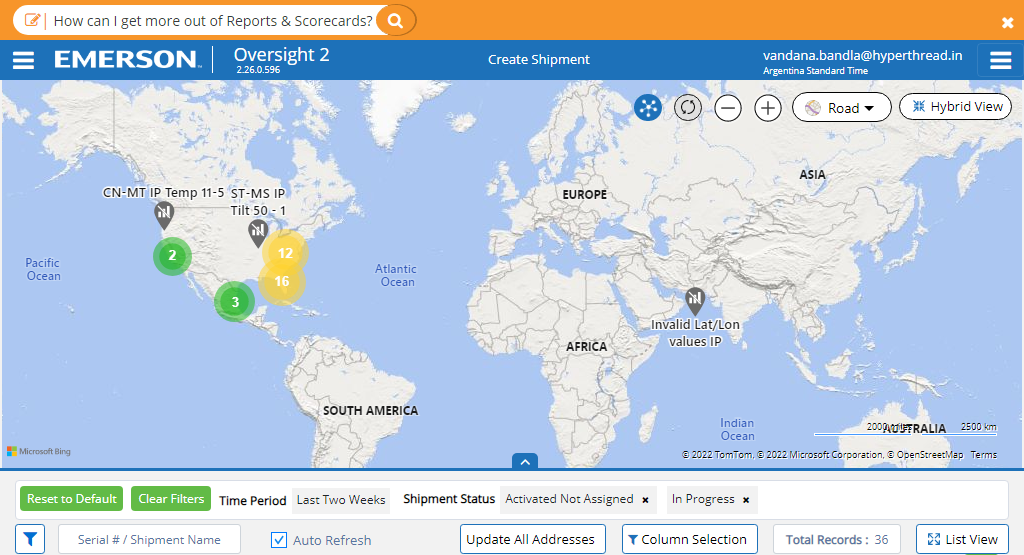 How can I get more out of Reports & Scorecards?
EMERSON
Oversight 2
2.26.0.596
Create Shipment
vandana.bandla@hyperthread.in
Argentina Standard Time
Road
Hybrid View
ASIA
EUROPE
CN-MT IP Temp 11-5
ST-MS IP
Tilt 50 - 1
2
12
16
3
Pacific
Ocean
Atlantic
Ocean
Invalid Lat/Lon
values IP
AFRICA
SOUTH AMERICA
Indian
Ocean
AUSTRALIA
2000 miles
2500 km
Microsoft Bing
© 2022 TomTom, © 2022 Microsoft Corporation, © OpenStreetMap Terms
Reset to Default
Clear Filters
Time Period
Last Two Weeks
Shipment Status
Activated Not Assigned ×
In Progress ×
Serial # / Shipment Name
Auto Refresh
Update All Addresses
Column Selection
Total Records : 36
List View